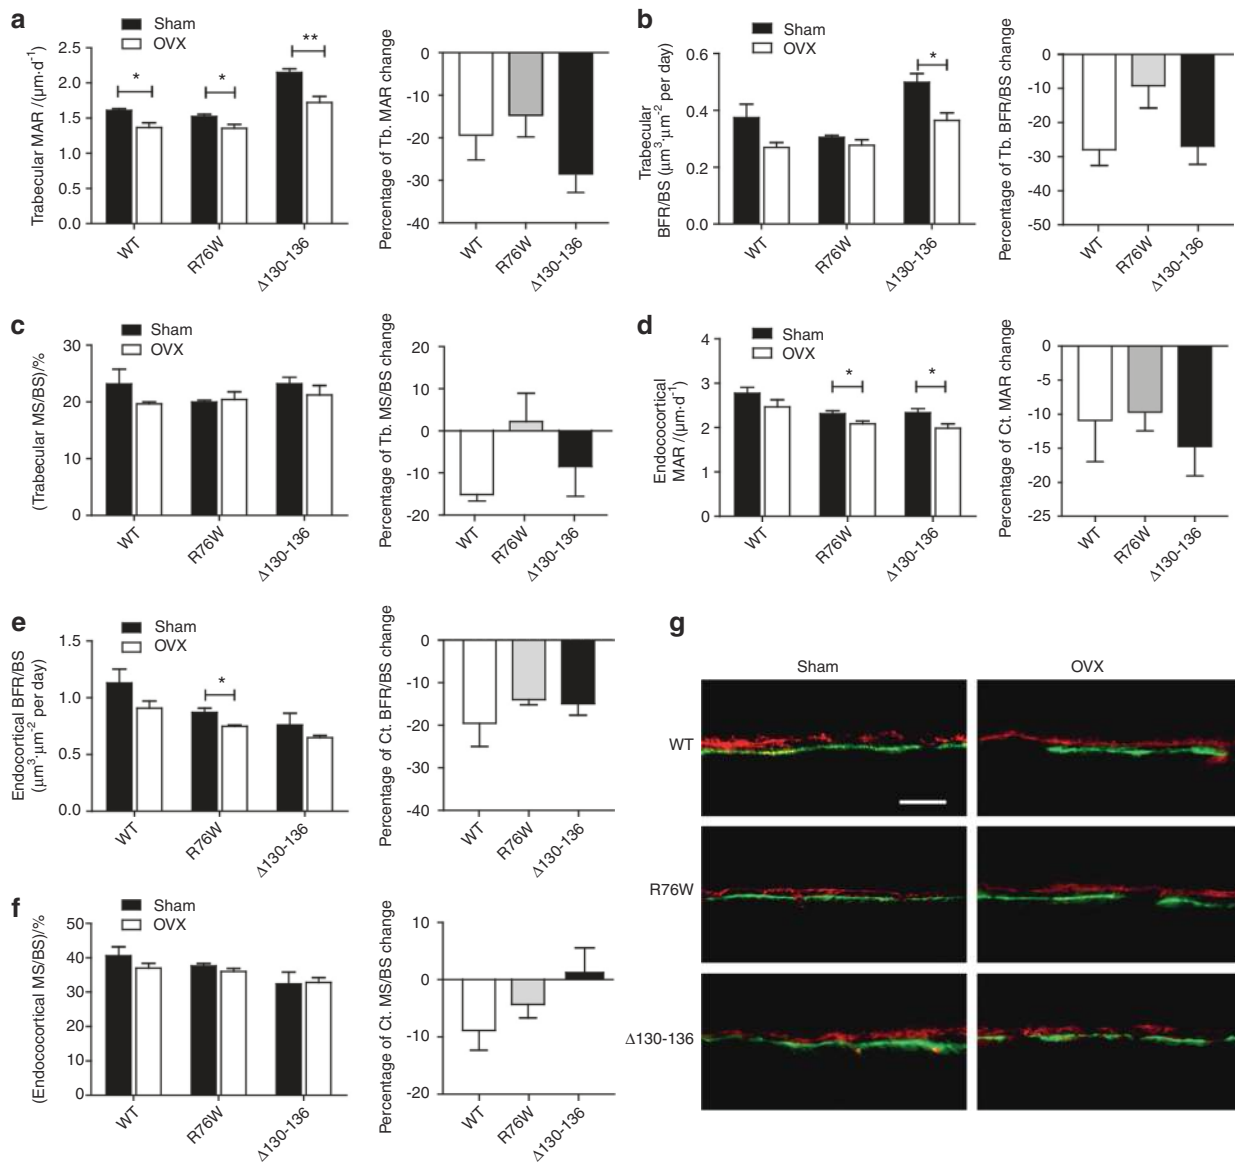 a
Sham
OVX
Trabecular MAR /(μm·d⁻¹)
2.5
2.0
1.5
1.0
0.5
0.0
*
*
**
WT
R76W
Δ130-136
Percentage of Tb. MAR change
0
-10
-20
-30
-40
WT
R76W
Δ130-136
b
Sham
OVX
Trabecular
BFR/BS (μm³·μm⁻² per day)
0.6
0.4
0.2
0.0
*
WT
R76W
Δ130-136
Percentage of Tb. BFR/BS change
0
-10
-20
-30
-40
-50
WT
R76W
Δ130-136
c
Sham
OVX
(Trabecular MS/BS)/%
30
20
10
0
WT
R76W
Δ130-136
Percentage of Tb. MS/BS change
20
10
0
-10
-20
WT
R76W
Δ130-136
d
Sham
OVX
Endococortical
MAR /(μm·d⁻¹)
4
3
2
1
0
*
*
WT
R76W
Δ130-136
Percentage of Ct. MAR change
0
-5
-10
-15
-20
-25
WT
R76W
Δ130-136
e
Sham
OVX
Endocortical BFR/BS
(μm³·μm⁻² per day)
1.5
1.0
0.5
0.0
*
WT
R76W
Δ130-136
Percentage of Ct. BFR/BS change
0
-10
-20
-30
-40
WT
R76W
Δ130-136
f
Sham
OVX
(Endococortical MS/BS)/%
50
40
30
20
10
0
WT
R76W
Δ130-136
Percentage of Ct. MS/BS change
10
0
-10
-20
WT
R76W
Δ130-136
g
Sham
OVX
WT
R76W
Δ130-136